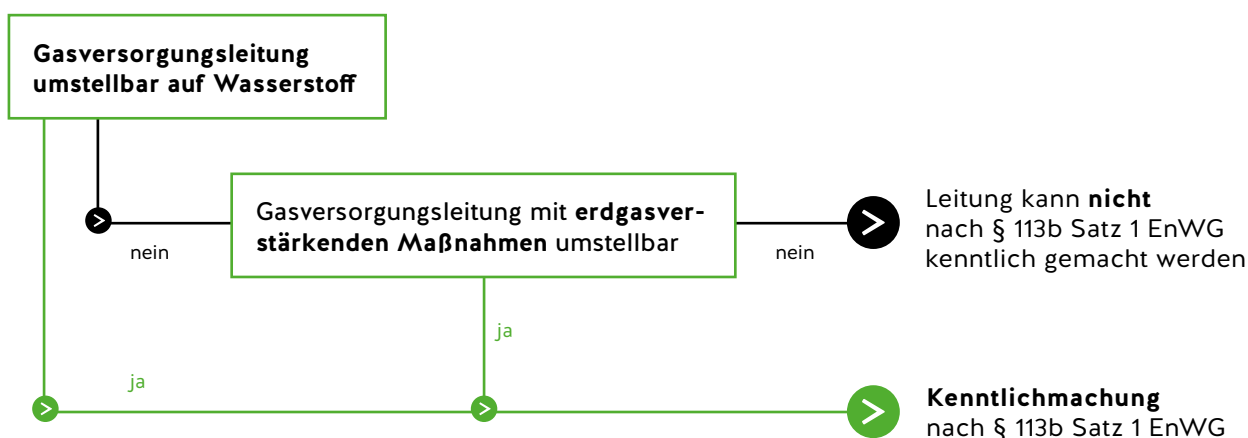 Gasversorgungsleitung
umstellbar auf Wasserstoff
Gasversorgungsleitung mit erdgasver-
stärkenden Maßnahmen umstellbar
nein
nein
Leitung kann nicht
nach § 113b Satz 1 EnWG
kenntlich gemacht werden
ja
ja
Kenntlichmachung
nach § 113b Satz 1 EnWG